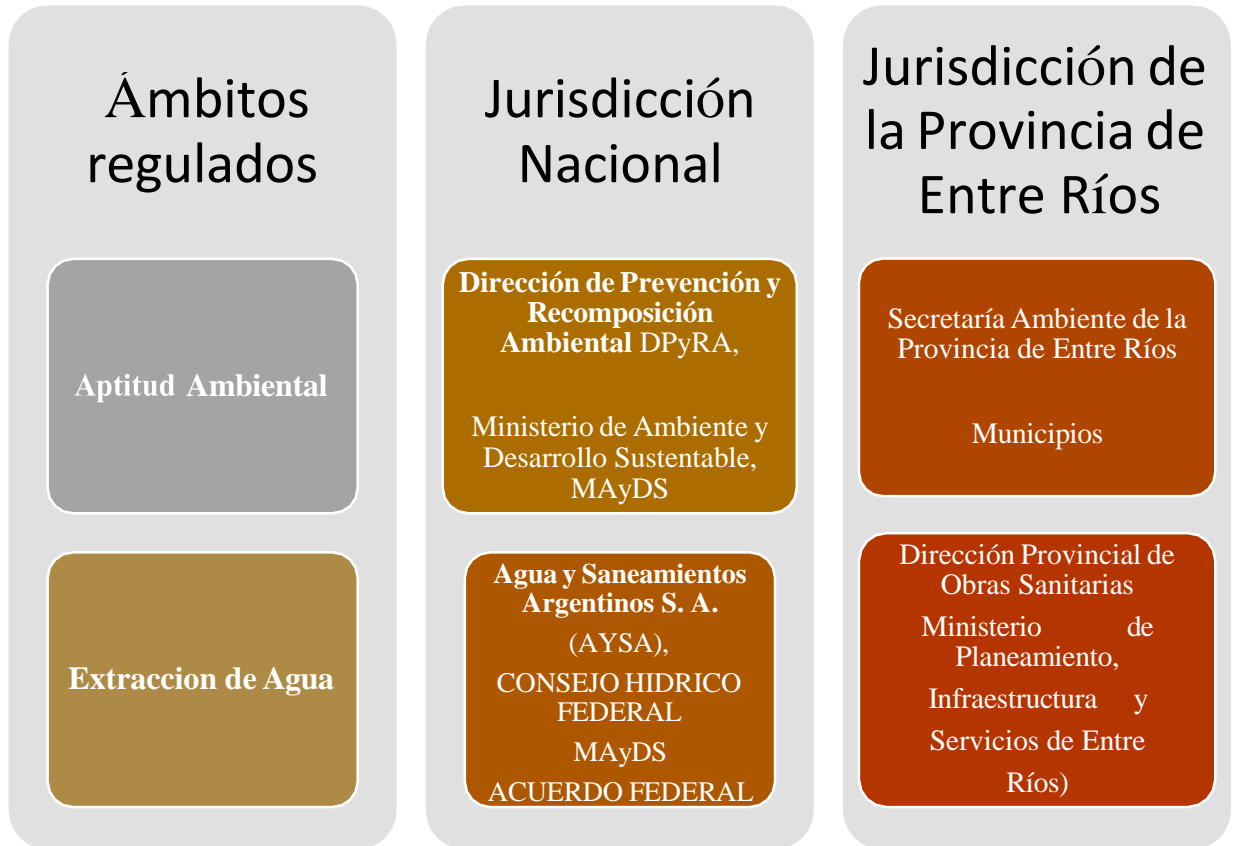 Ámbitos
regulados
Aptitud Ambiental
Extraccion de Agua
Jurisdicción
Nacional
Dirección de Prevención y
Recomposición
Ambiental DPyRA,
Ministerio de Ambiente y
Desarrollo Sustentable,
MAyDS
Agua y Saneamientos
Argentinos S. A.
(AYSA),
CONSEJO HIDRICO
FEDERAL
MAyDS
ACUERDO FEDERAL
Jurisdicción de
la Provincia de
Entre Ríos
Secretaría Ambiente de la
Provincia de Entre Ríos
Municipios
Dirección Provincial de
Obras Sanitarias
Ministerio de
Planeamiento,
Infraestructura y
Servicios de Entre
Ríos)